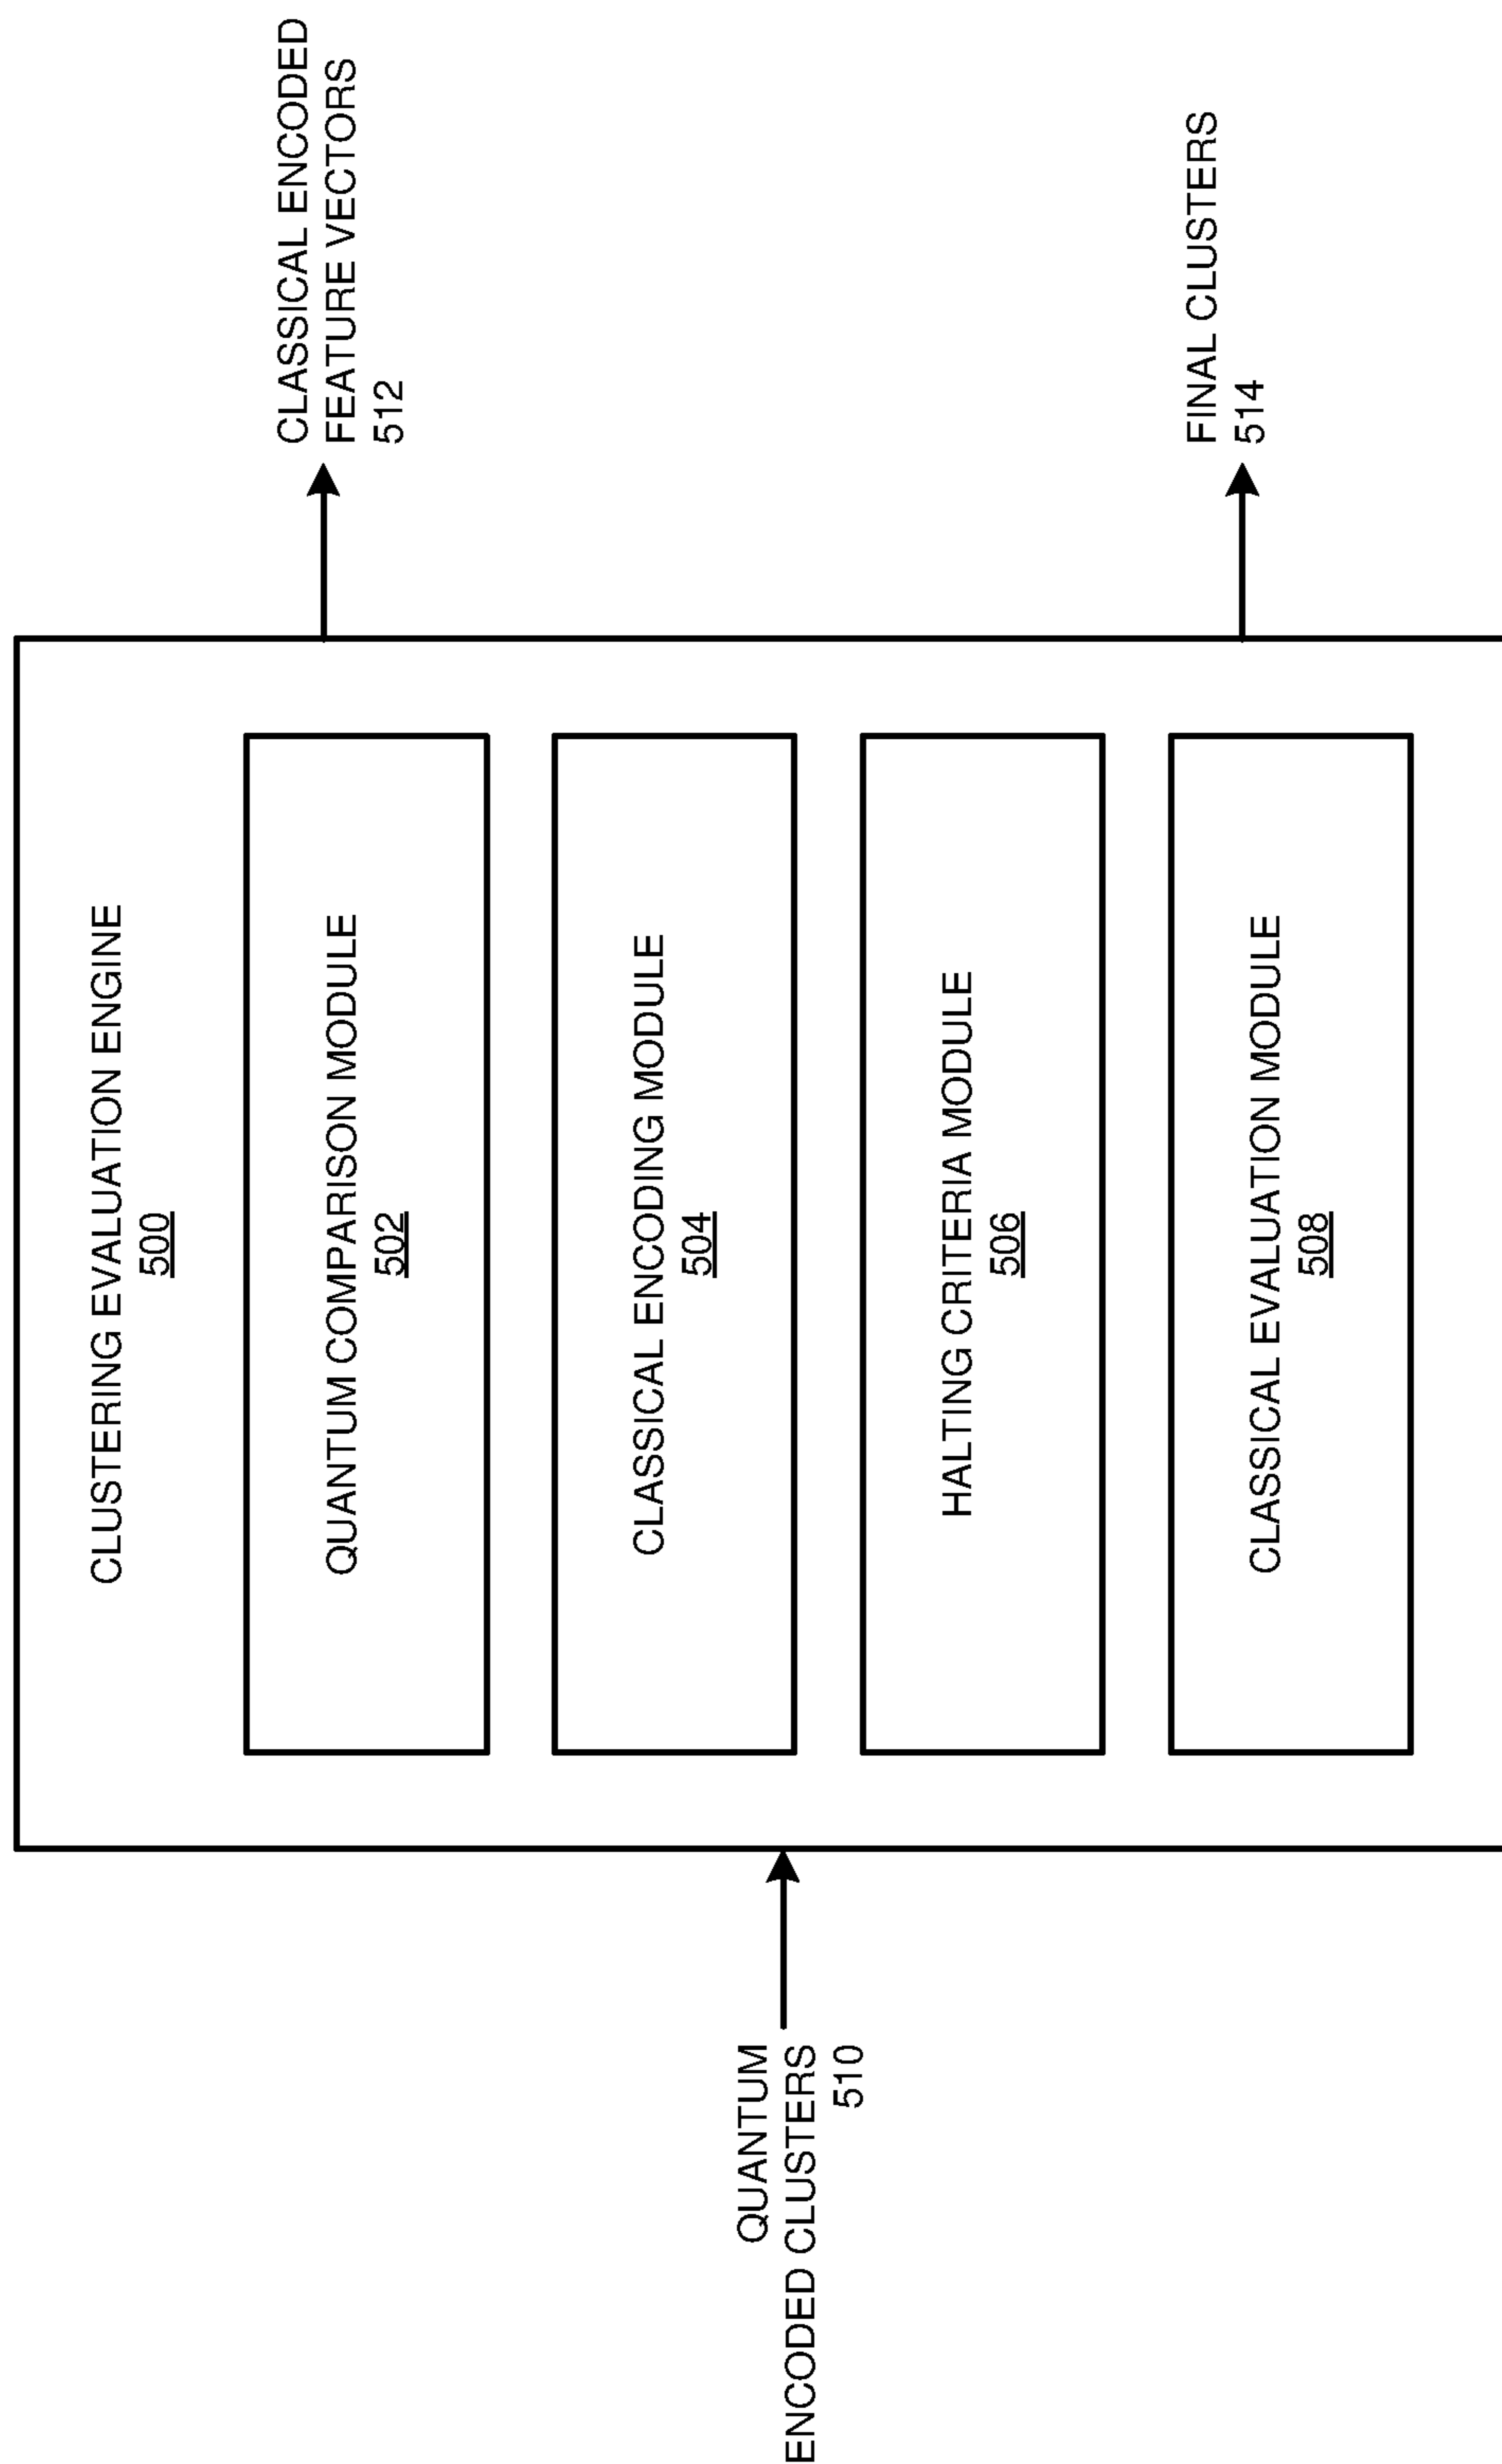 CLUSTERING EVALUATION ENGINE
500
QUANTUM COMPARISON MODULE
502
CLASSICAL ENCODING MODULE
504
HALTING CRITERIA MODULE
506
CLASSICAL EVALUATION MODULE
508
QUANTUM
ENCODED CLUSTERS
510
CLASSICAL ENCODED
FEATURE VECTORS
512
FINAL CLUSTERS
514